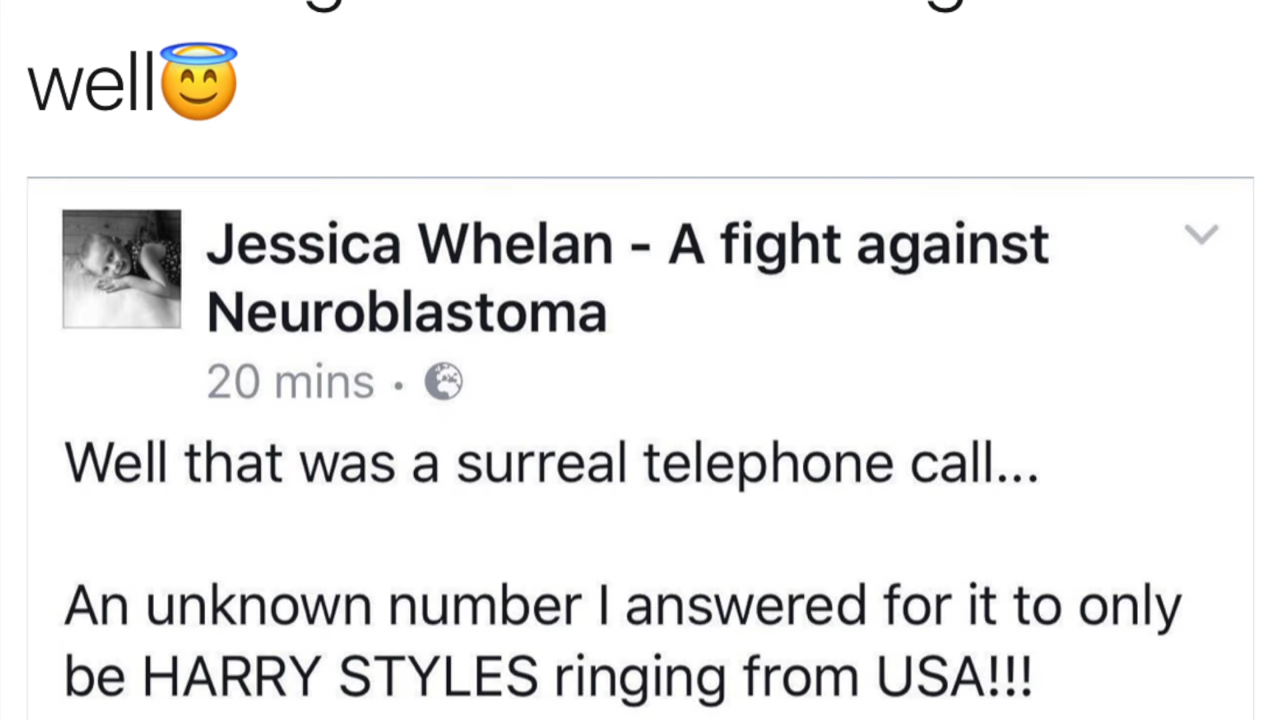 well😇
Jessica Whelan - A fight against
Neuroblastoma
20 mins ·
Well that was a surreal telephone call...
An unknown number I answered for it to only
be HARRY STYLES ringing from USA!!!